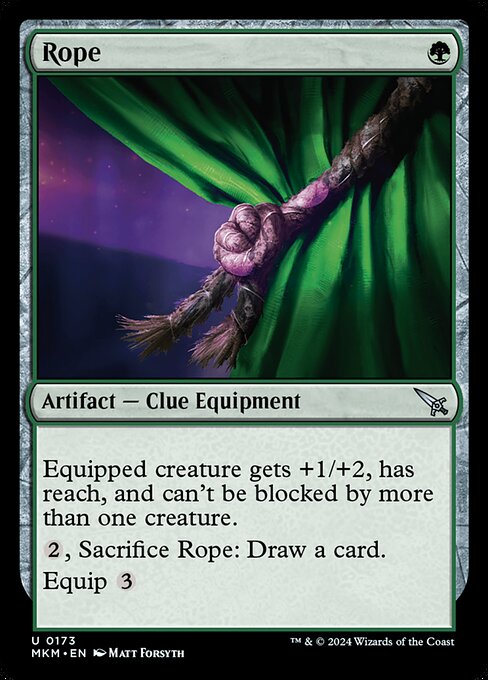 Rope
Artifact — Clue Equipment
Equipped creature gets +1/+2, has
reach, and can't be blocked by more
than one creature.
2, Sacrifice Rope: Draw a card.
Equip 3
U 0173
MKM • EN Matt Forsyth
™ & © 2024 Wizards of the Coast